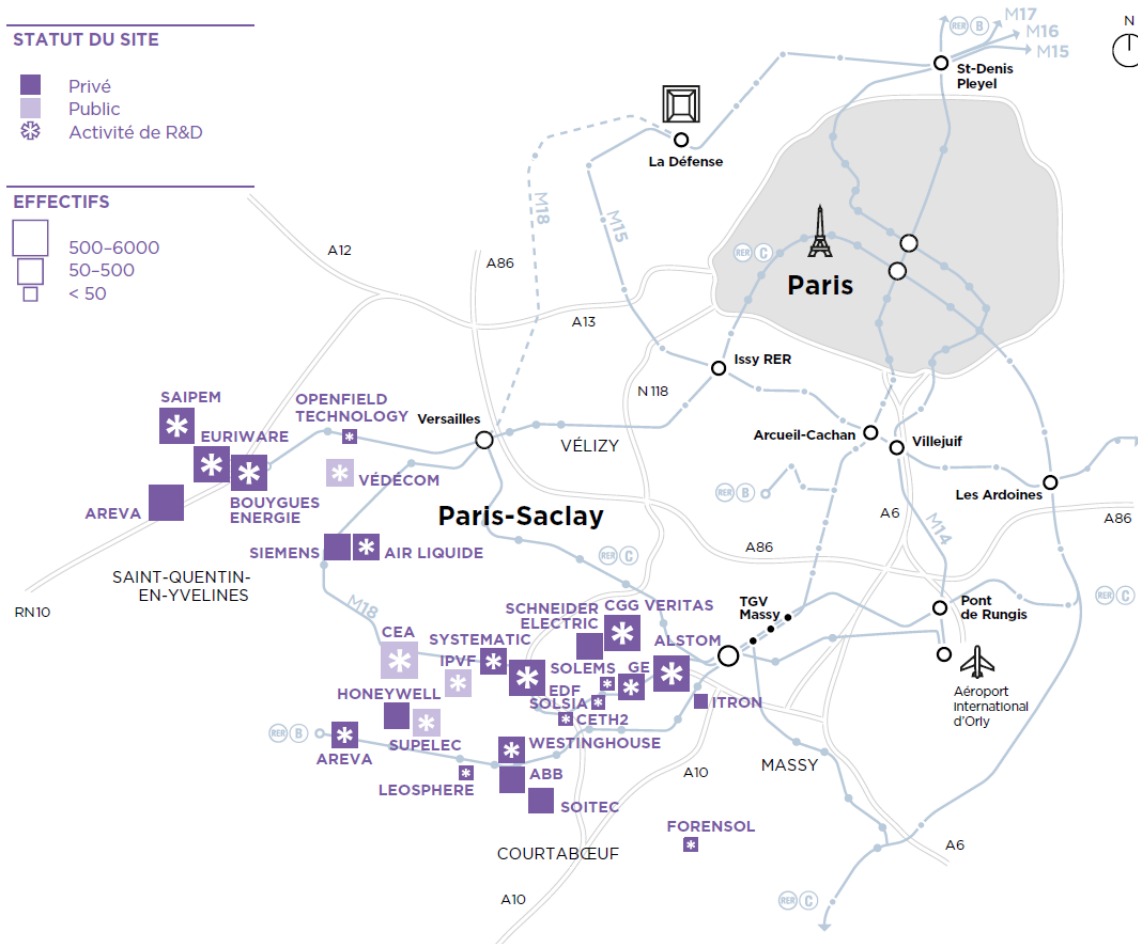 STATUT DU SITE
Privé
Public
Activité de R&D
EFFECTIFS
500–6000
50–500
< 50
RER B
M17
M16
M15
N
St-Denis
Pleyel
La Défense
M18
M15
A12
A86
RER C
Paris
A13
Issy RER
N 118
SAIPEM
OPENFIELD
TECHNOLOGY
Versailles
EURIWARE
VÉLIZY
Arcueil-Cachan
Villejuif
VÉDÉCOM
BOUYGUES
ENERGIE
AREVA
RER B
Les Ardoines
Paris-Saclay
A6
M14
A86
SIEMENS
AIR LIQUIDE
RER C
A86
SAINT-QUENTIN-
EN-YVELINES
RN10
M18
TGV
Massy
Pont
de Rungis
RER C
SCHNEIDER
ELECTRIC
CGG VERITAS
CEA
SYSTEMATIC
ALSTOM
IPVF
SOLEMS
GE
EDF
Aéroport
International
d'Orly
HONEYWELL
SOLSIA
ITRON
CETH2
RER B
SUPELEC
WESTINGHOUSE
AREVA
MASSY
A10
ABB
LEOSPHERE
SOITEC
FORENSOL
COURTABŒUF
A6
A10
RER C